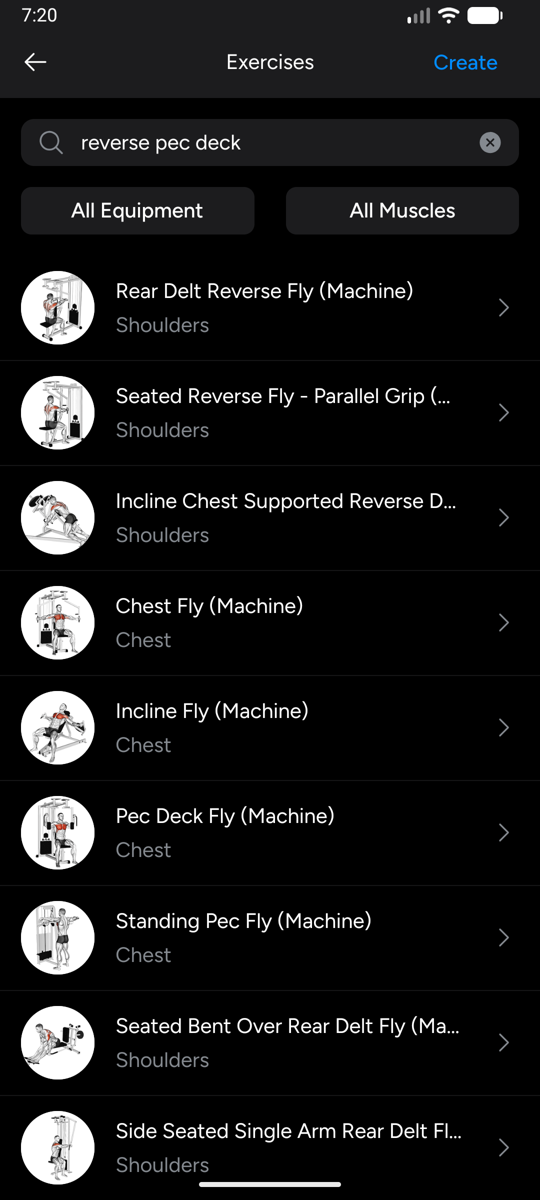 7:20
Exercises
Create
reverse pec deck
All Equipment
All Muscles
Rear Delt Reverse Fly (Machine)
Shoulders
Seated Reverse Fly - Parallel Grip (...
Shoulders
Incline Chest Supported Reverse D...
Shoulders
Chest Fly (Machine)
Chest
Incline Fly (Machine)
Chest
Pec Deck Fly (Machine)
Chest
Standing Pec Fly (Machine)
Chest
Seated Bent Over Rear Delt Fly (Ma...
Shoulders
Side Seated Single Arm Rear Delt Fl...
Shoulders